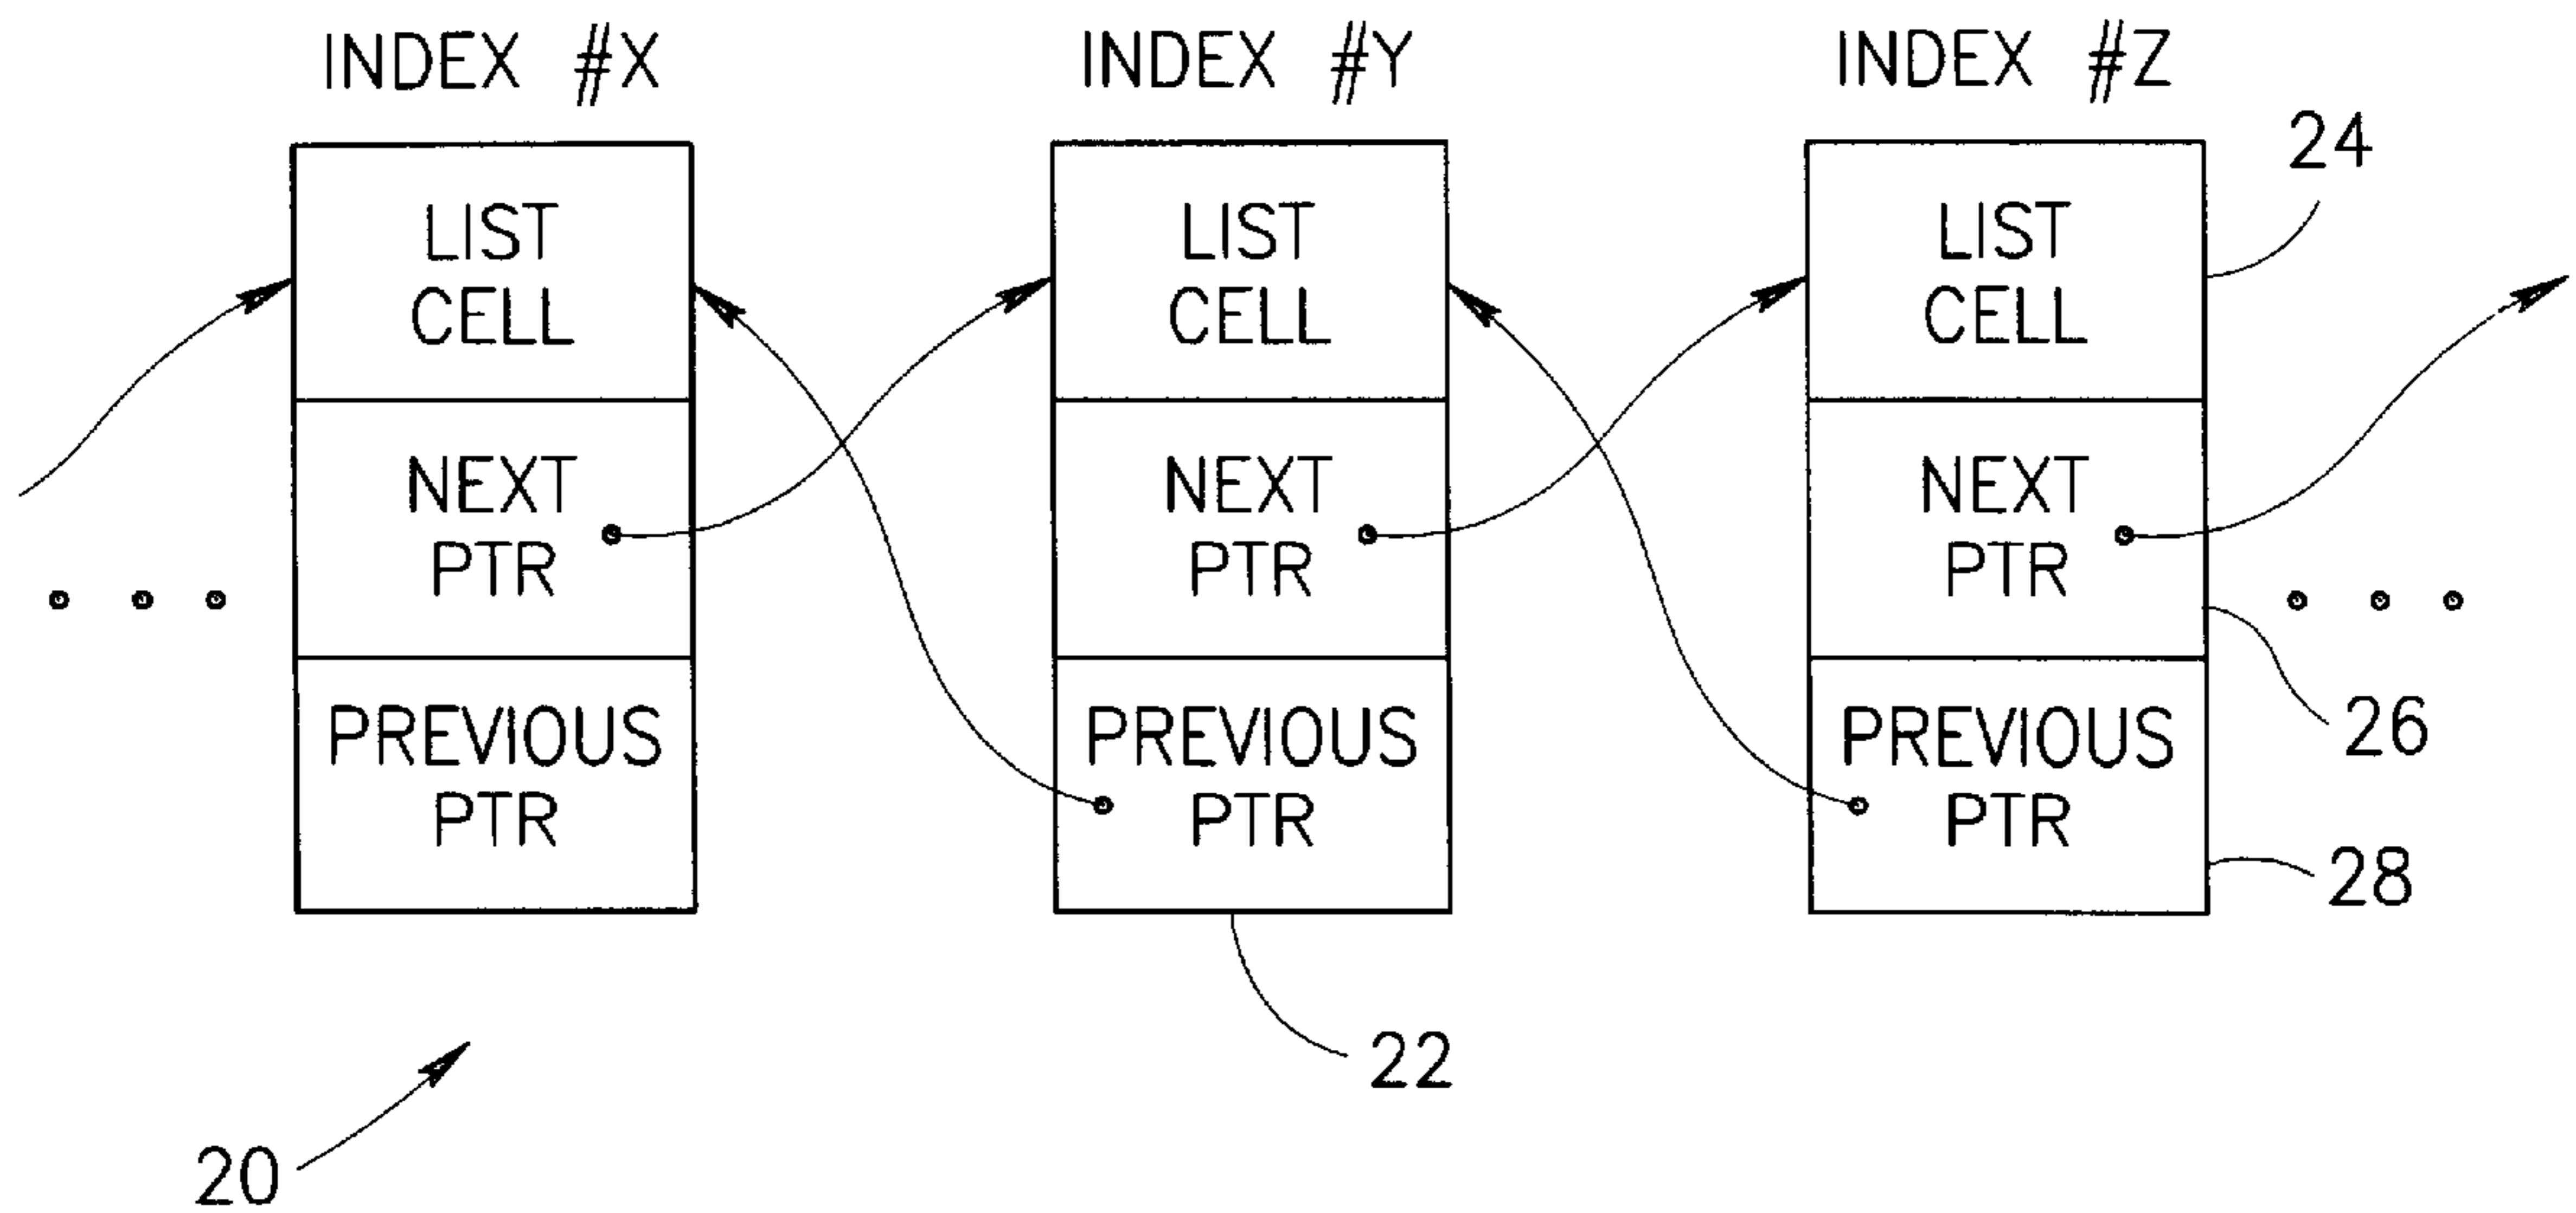 INDEX #X
INDEX #Y
INDEX #Z
24
LIST
CELL
LIST
CELL
LIST
CELL
NEXT
PTR
NEXT
PTR
NEXT
PTR
26
PREVIOUS
PTR
PREVIOUS
PTR
PREVIOUS
PTR
28
22
20